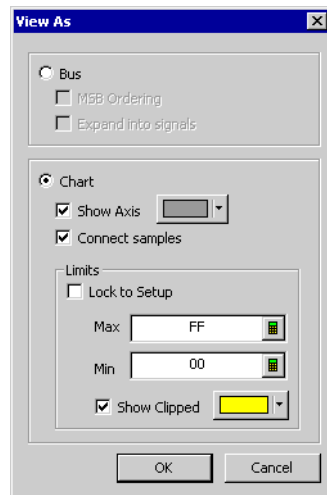 View As
Bus
MSB Ordering
Expand into signals
Chart
Show Axis
Connect samples
Limits
Lock to Setup
Max FF
Min 00
Show Clipped
OK Cancel